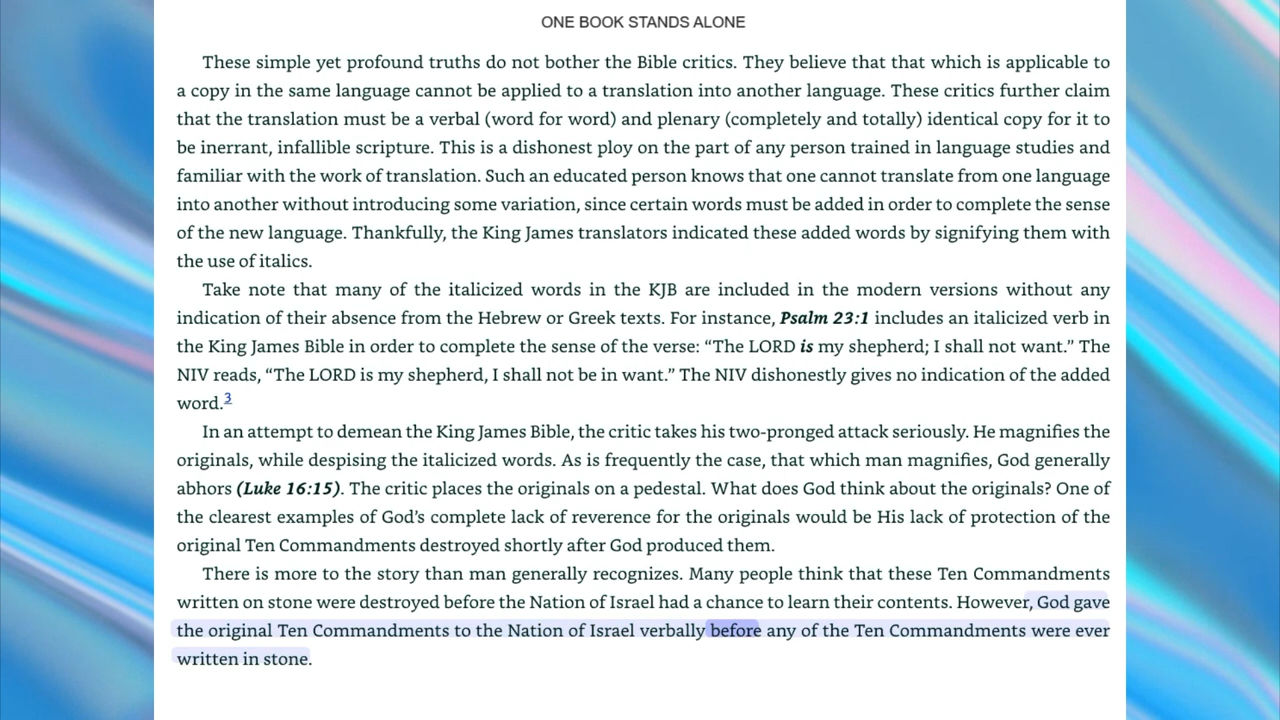 ONE BOOK STANDS ALONE
These simple yet profound truths do not bother the Bible critics. They believe that that which is applicable to
a copy in the same language cannot be applied to a translation into another language. These critics further claim
that the translation must be a verbal (word for word) and plenary (completely and totally) identical copy for it to
be inerrant, infallible scripture. This is a dishonest ploy on the part of any person trained in language studies and
familiar with the work of translation. Such an educated person knows that one cannot translate from one language
into another without introducing some variation, since certain words must be added in order to complete the sense
of the new language. Thankfully, the King James translators indicated these added words by signifying them with
the use of italics.
Take note that many of the italicized words in the KJB are included in the modern versions without any
indication of their absence from the Hebrew or Greek texts. For instance, Psalm 23:1 includes an italicized verb in
the King James Bible in order to complete the sense of the verse: “The LORD is my shepherd; I shall not want.” The
NIV reads, “The LORD is my shepherd, I shall not be in want.” The NIV dishonestly gives no indication of the added
word.3
In an attempt to demean the King James Bible, the critic takes his two-pronged attack seriously. He magnifies the
originals, while despising the italicized words. As is frequently the case, that which man magnifies, God generally
abhors (Luke 16:15). The critic places the originals on a pedestal. What does God think about the originals? One of
the clearest examples of God’s complete lack of reverence for the originals would be His lack of protection of the
original Ten Commandments destroyed shortly after God produced them.
There is more to the story than man generally recognizes. Many people think that these Ten Commandments
written on stone were destroyed before the Nation of Israel had a chance to learn their contents. However, God gave
the original Ten Commandments to the Nation of Israel verbally before any of the Ten Commandments were ever
written in stone.